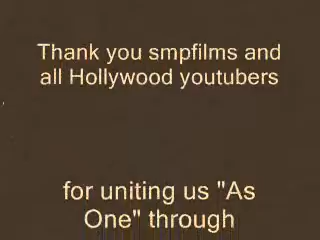 Thank you smpfilms and
all Hollywood youtubers
for uniting us "As
One" through